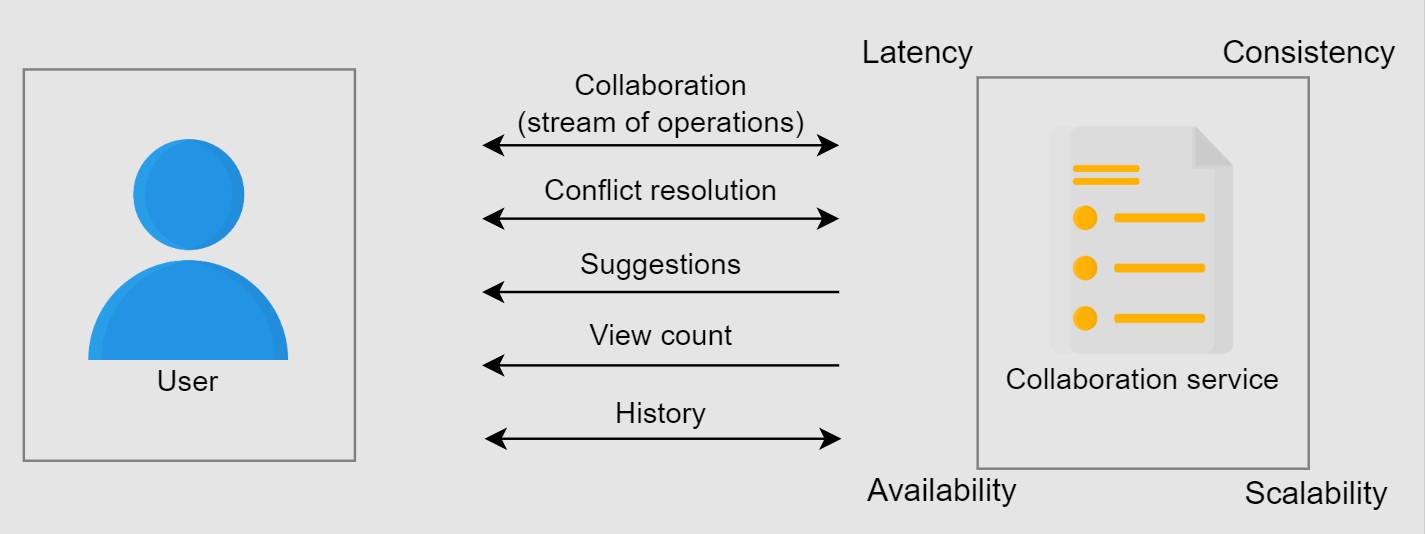 Latency
Consistency
Collaboration
(stream of operations)
Conflict resolution
Suggestions
View count
User
Collaboration service
History
Availability
Scalability